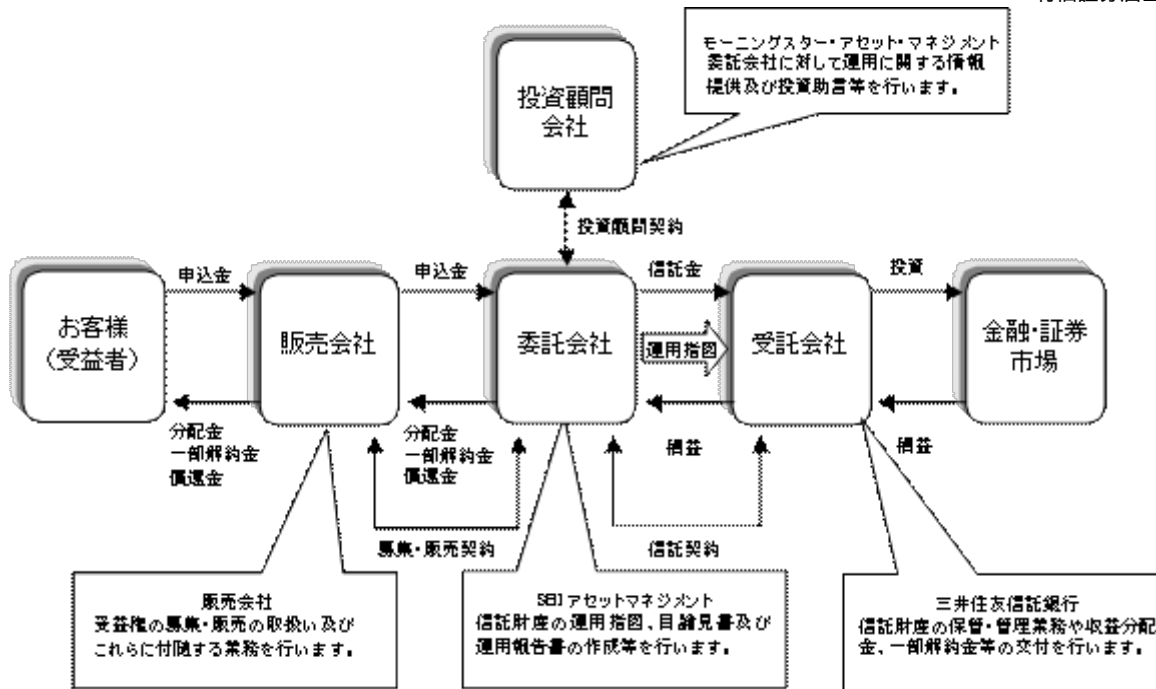 モーニングスター・アセット・マネジメント
委託会社に対して運用に関する情報
提供及び投資助言等を行います。
投資顧問
会社
投資顧問契約
申込金
申込金
信託金
投資
お客様
(受益者)
販売会社
委託会社
運用指図
受託会社
金融・証券
市場
分配金
一部解約金
償還金
分配金
一部解約金
償還金
損益
損益
募集・販売契約
信託契約
販売会社
受益権の募集・販売の取扱い及び
これらに付随する業務を行います。
SBIアセットマネジメント
信託財産の運用指図、目論見書及び
運用報告書の作成等を行います。
三井住友信託銀行
信託財産の保管・管理業務や収益分配
金、一部解約金等の交付を行います。